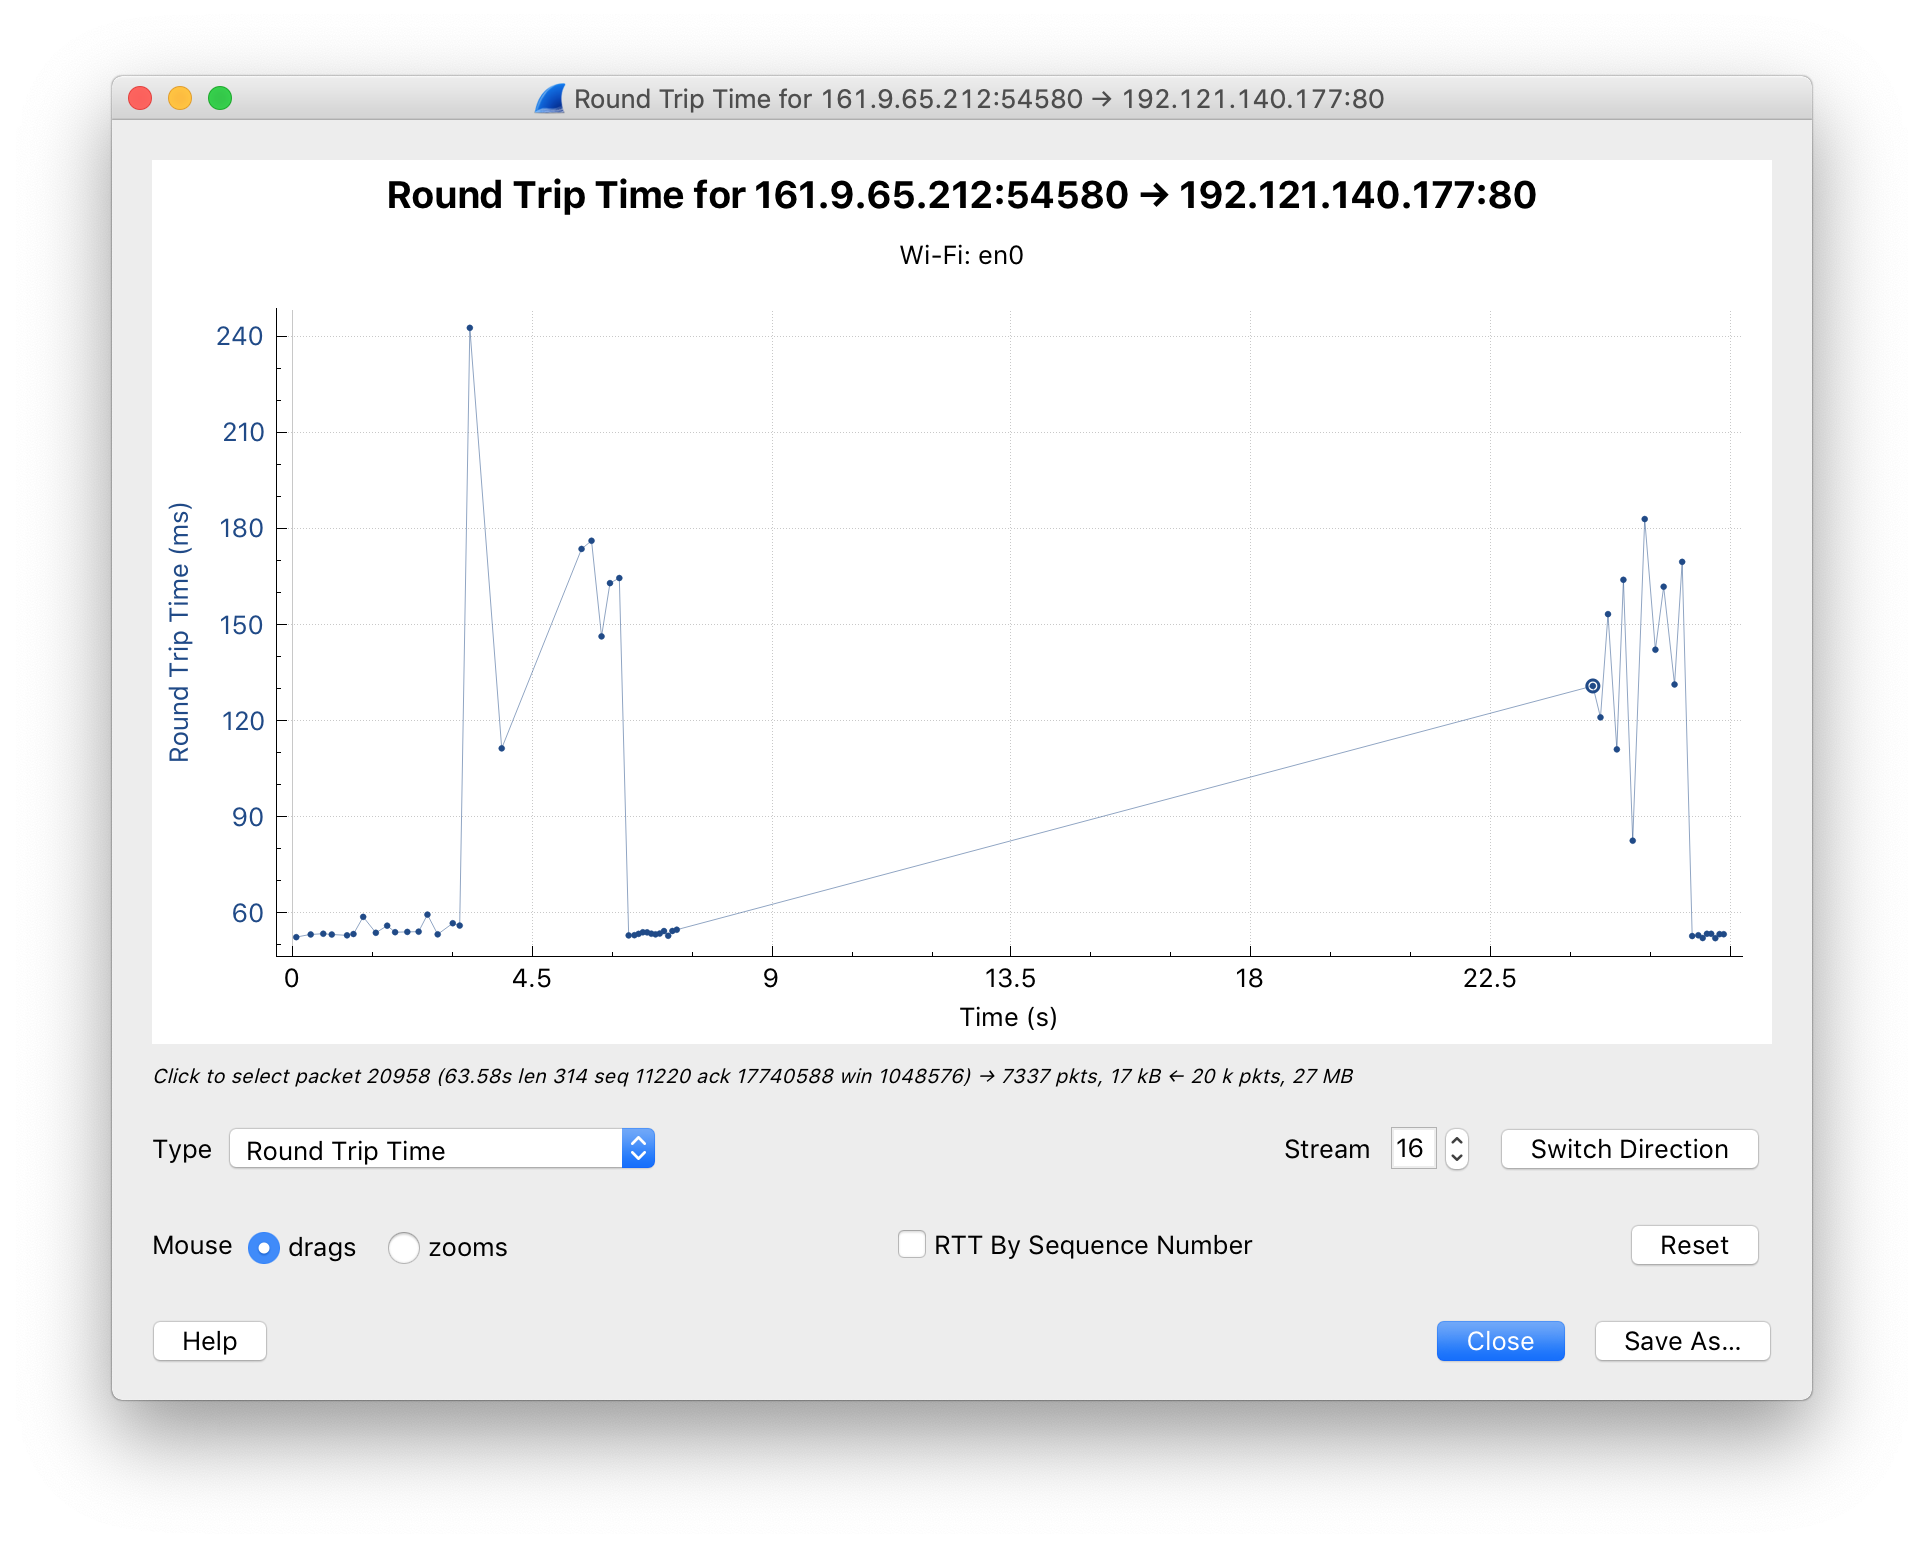 Round Trip Time for 161.9.65.212:54580 → 192.121.140.177:80
Round Trip Time for 161.9.65.212:54580 → 192.121.140.177:80
Wi-Fi: en0
Round Trip Time (ms)
240
210
180
150
120
90
60
0 4.5 9 13.5 18 22.5
Time (s)
Click to select packet 20958 (63.58s len 314 seq 11220 ack 17740588 win 1048576) → 7337 pkts, 17 kB ← 20 k pkts, 27 MB
Type Round Trip Time Stream 16 Switch Direction
Mouse drags zooms RTT By Sequence Number Reset
Help Close Save As...